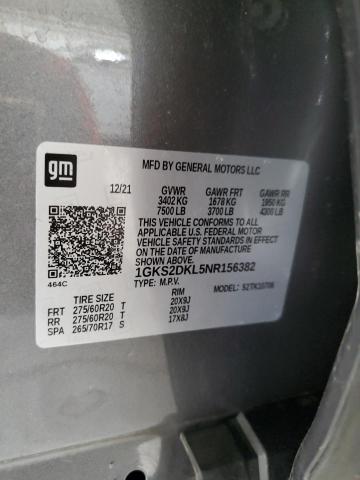 gm
MFD BY GENERAL MOTORS LLC
12/21 GVWR GAWR FRT GAWR RR
3402 KG 1678 KG 1950 KG
7500 LB 3700 LB 4300 LB
THIS VEHICLE CONFORMS TO ALL
APPLICABLE U.S. FEDERAL MOTOR
VEHICLE SAFETY STANDARDS IN EFFECT
ON THE DATE OF MANUFACTURE SHOWN ABOVE.
1GKS2DKL5NR156382
TYPE: M.P.V. MODEL:
464C
TIRE SIZE RIM
FRT 275/60R20 T 20X9J
RR 275/60R20 T 20X9J
SPA 265/70R17 S 17X8J